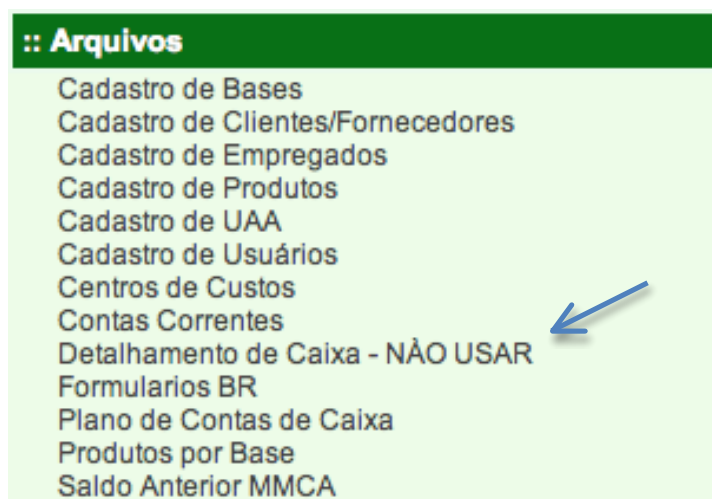 :: Arquivos
Cadastro de Bases
Cadastro de Clientes/Fornecedores
Cadastro de Empregados
Cadastro de Produtos
Cadastro de UAA
Cadastro de Usuários
Centros de Custos
Contas Correntes
Detalhamento de Caixa - NÀO USAR
Formularios BR
Plano de Contas de Caixa
Produtos por Base
Saldo Anterior MMCA